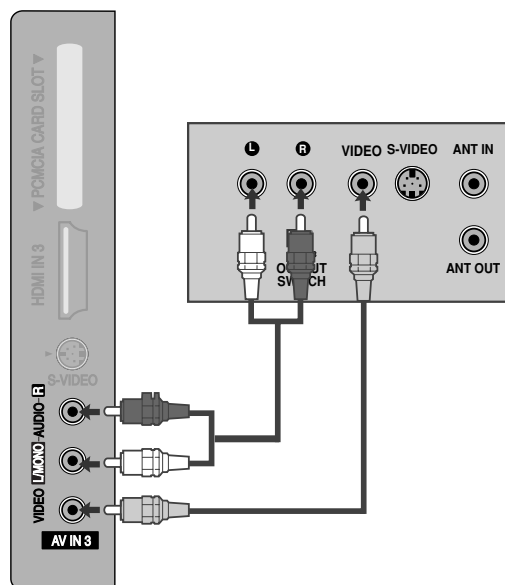 ◄ PCMCIA CARD SLOT ◄
HDMI IN 3
S-VIDEO
VIDEO L/MONO AUDIO R
AV IN 3
L R VIDEO S-VIDEO ANT IN
SWITCH
ANT OUT